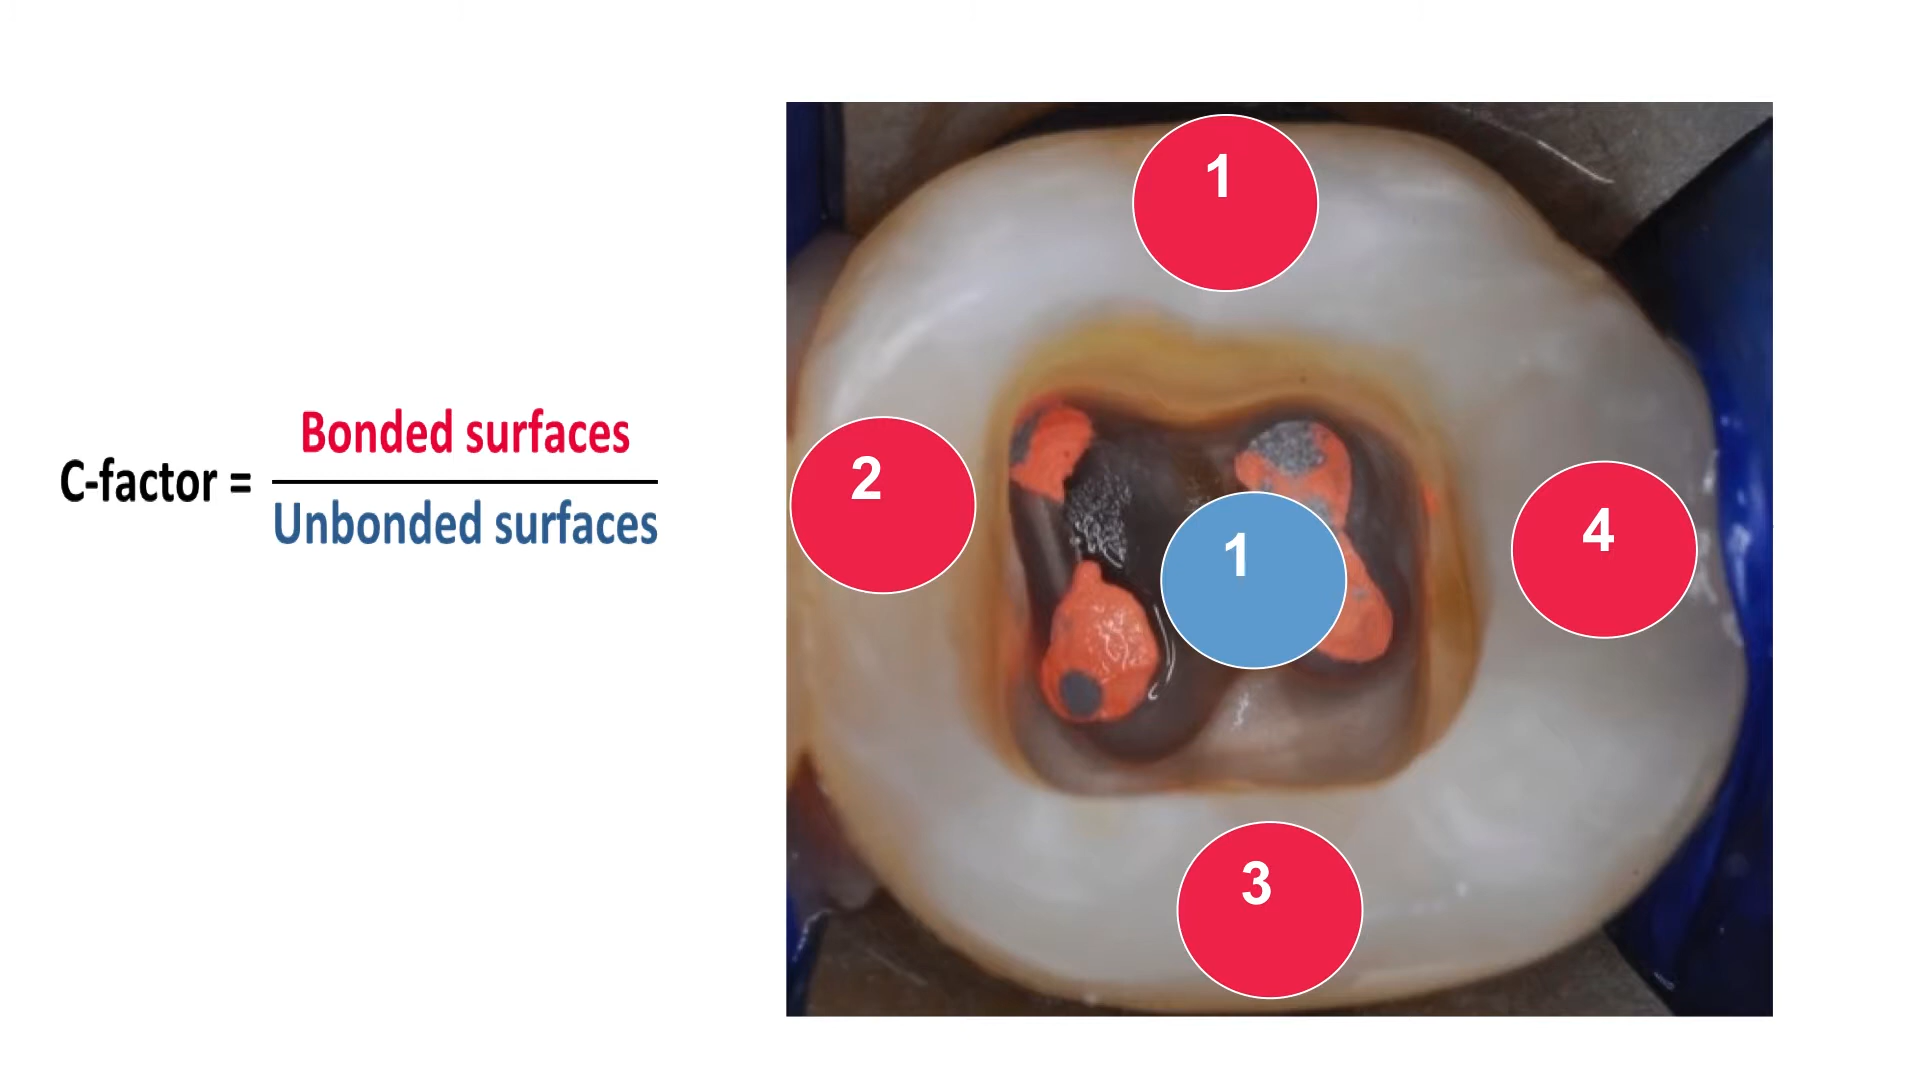 C-factor =
Bonded surfaces
Unbonded surfaces
1
2
1
4
3